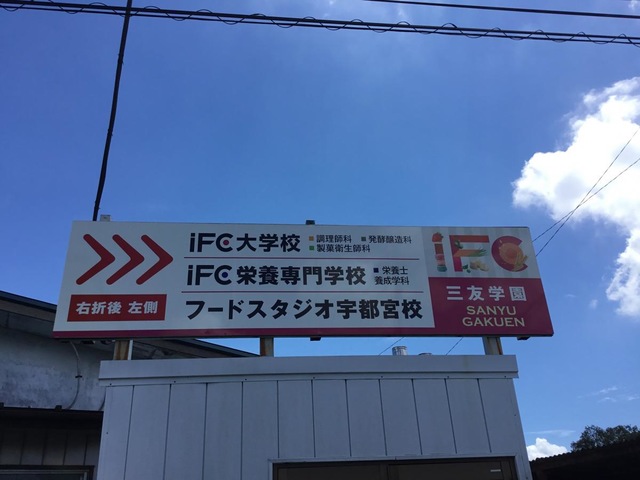 iFC大学校
■調理師科 ■発酵醸造科
■製菓衛生師科
iFC栄養専門学校
■栄養士
養成学科
フードスタジオ宇都宮校
右折後 左側
iFC
三友学園
SANYU
GAKUEN